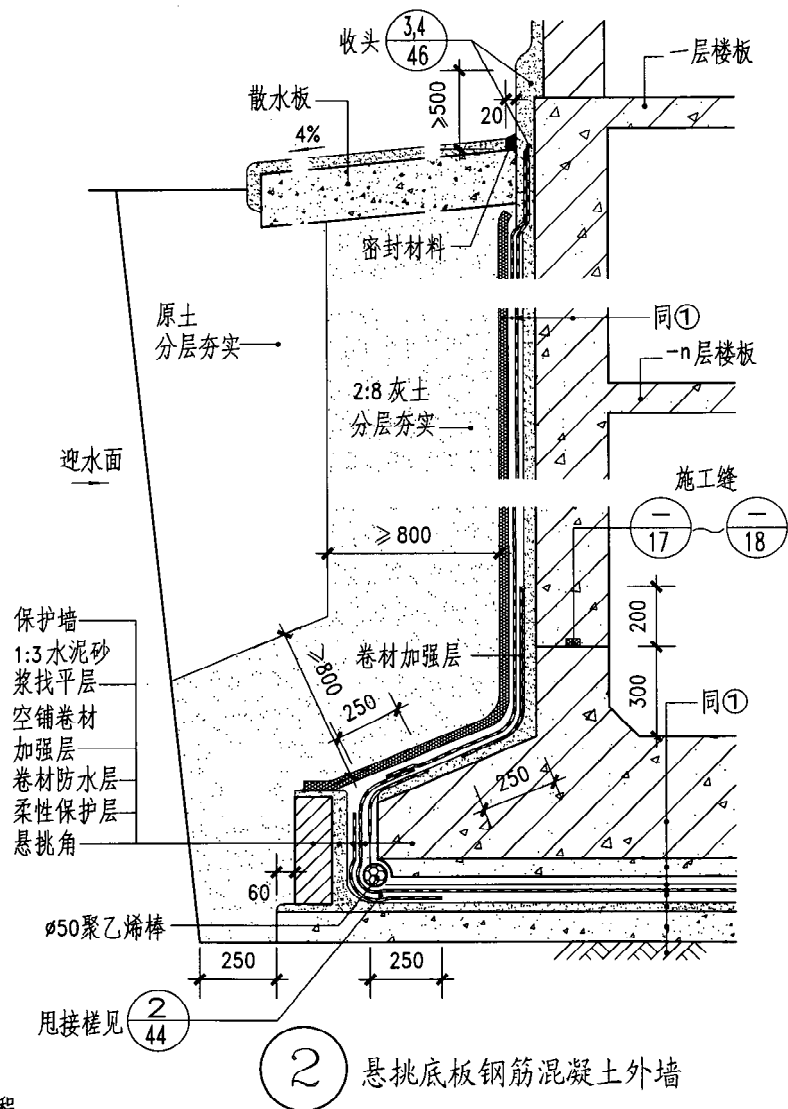 收头
3,4
46
一层楼板
散水板
≥500
20
4%
密封材料
原土
分层夯实
同①
-n层楼板
2:8灰土
分层夯实
迎水面
施工缝
一
17
一
18
≥800
200
保护墙
1:3水泥砂
浆找平层
空铺卷材
加强层
卷材防水层
柔性保护层
悬挑角
卷材加强层
≥800
250
300
同①
250
60
ø50聚乙烯棒
250
250
甩接槎见
2
44
2
悬挑底板钢筋混凝土外墙